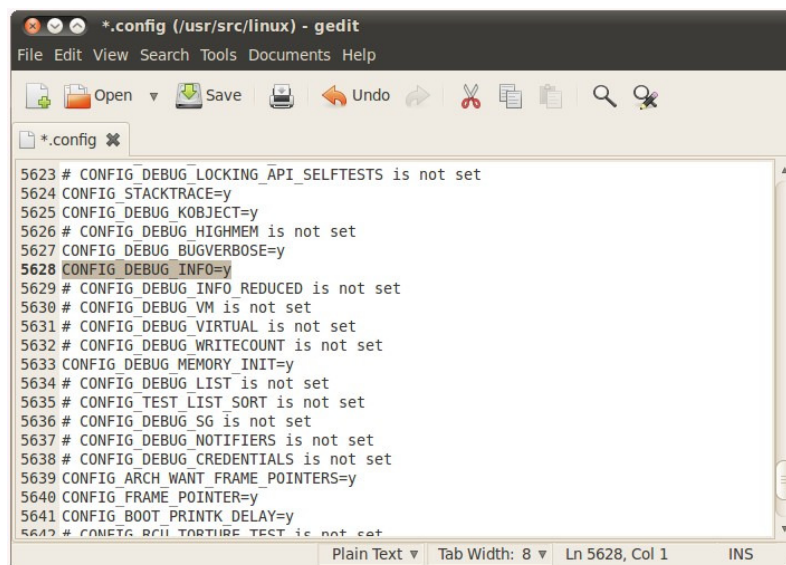 *.config (/usr/src/linux) - gedit
File Edit View Search Tools Documents Help
Open Save Undo
*.config
5623 # CONFIG_DEBUG_LOCKING_API_SELFTESTS is not set
5624 CONFIG_STACKTRACE=y
5625 CONFIG_DEBUG_KOBJECT=y
5626 # CONFIG_DEBUG_HIGHMEM is not set
5627 CONFIG_DEBUG_BUGVERBOSE=y
5628 CONFIG_DEBUG_INFO=y
5629 # CONFIG_DEBUG_INFO_REDUCED is not set
5630 # CONFIG_DEBUG_VM is not set
5631 # CONFIG_DEBUG_VIRTUAL is not set
5632 # CONFIG_DEBUG_WRITECOUNT is not set
5633 CONFIG_DEBUG_MEMORY_INIT=y
5634 # CONFIG_DEBUG_LIST is not set
5635 # CONFIG_TEST_LIST_SORT is not set
5636 # CONFIG_DEBUG_SG is not set
5637 # CONFIG_DEBUG_NOTIFIERS is not set
5638 # CONFIG_DEBUG_CREDENTIALS is not set
5639 CONFIG_ARCH_WANT_FRAME_POINTERS=y
5640 CONFIG_FRAME_POINTER=y
5641 CONFIG_BOOT_PRINTK_DELAY=y
5642 # CONFIG_RCU_TORTURE_TEST is not set
Plain Text Tab Width: 8 Ln 5628, Col 1 INS